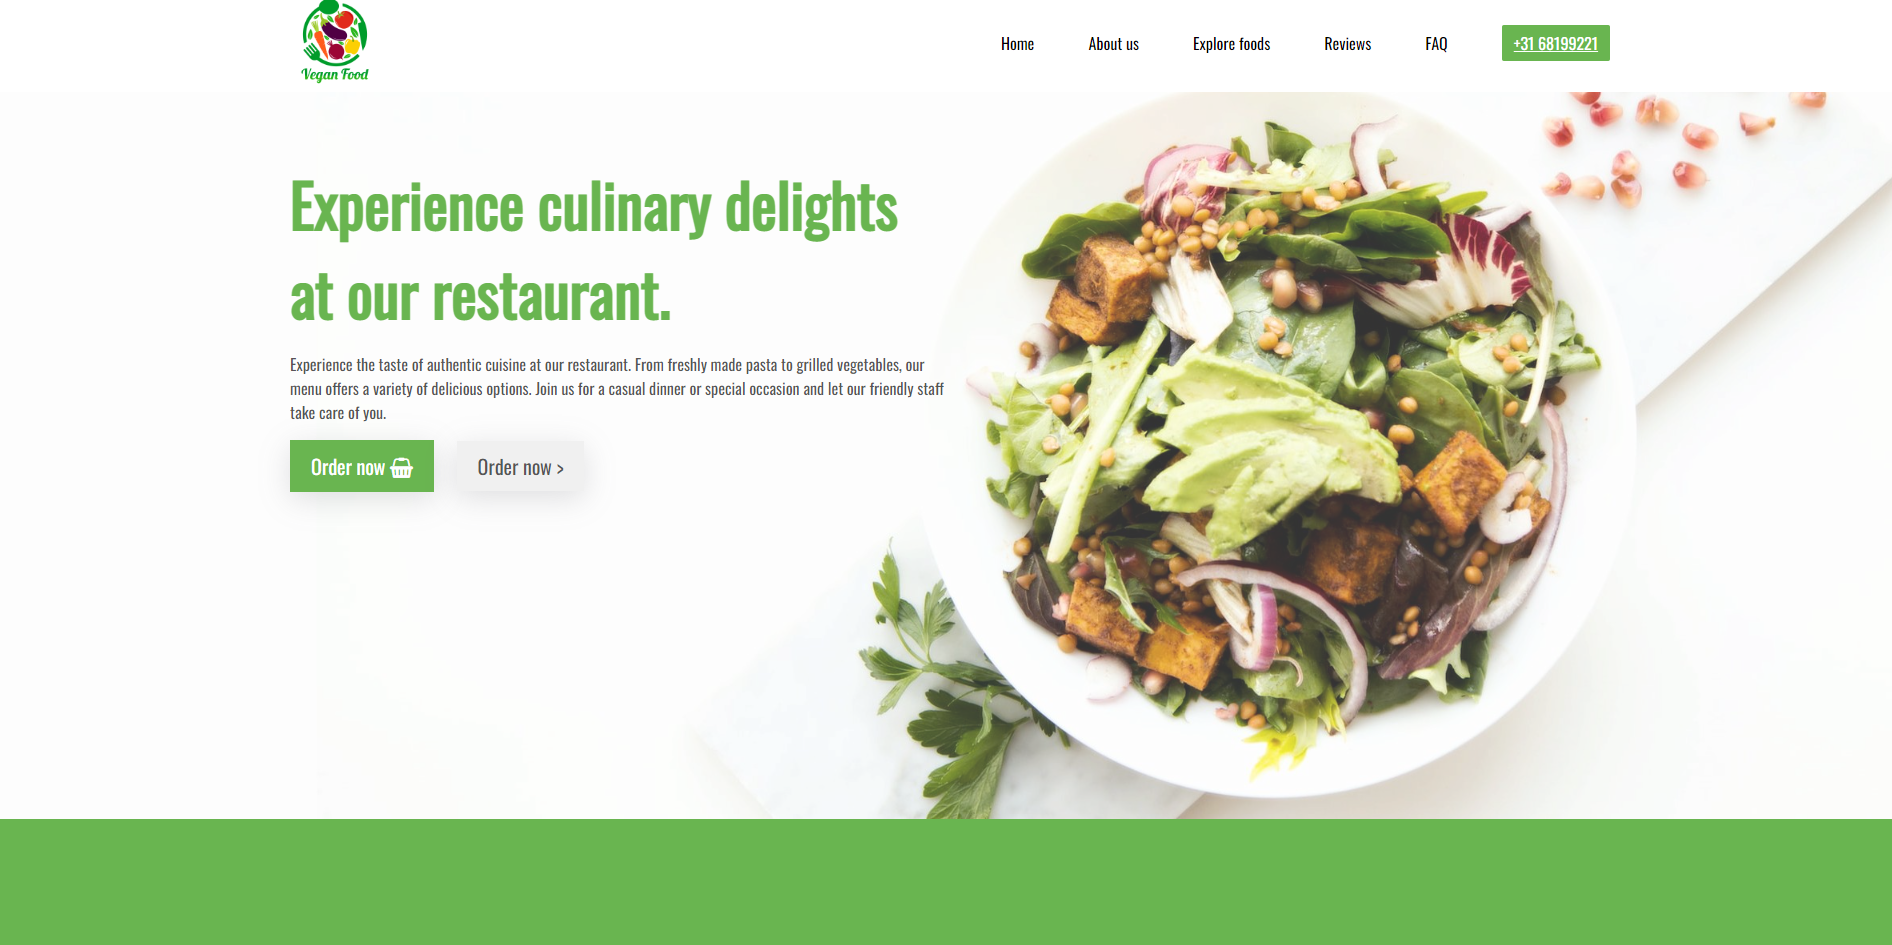 Vegan Food
Home
About us
Explore foods
Reviews
FAQ
+31 68199221
Experience culinary delights
at our restaurant.
Experience the taste of authentic cuisine at our restaurant. From freshly made pasta to grilled vegetables, our
menu offers a variety of delicious options. Join us for a casual dinner or special occasion and let our friendly staff
take care of you.
Order now
Order now >